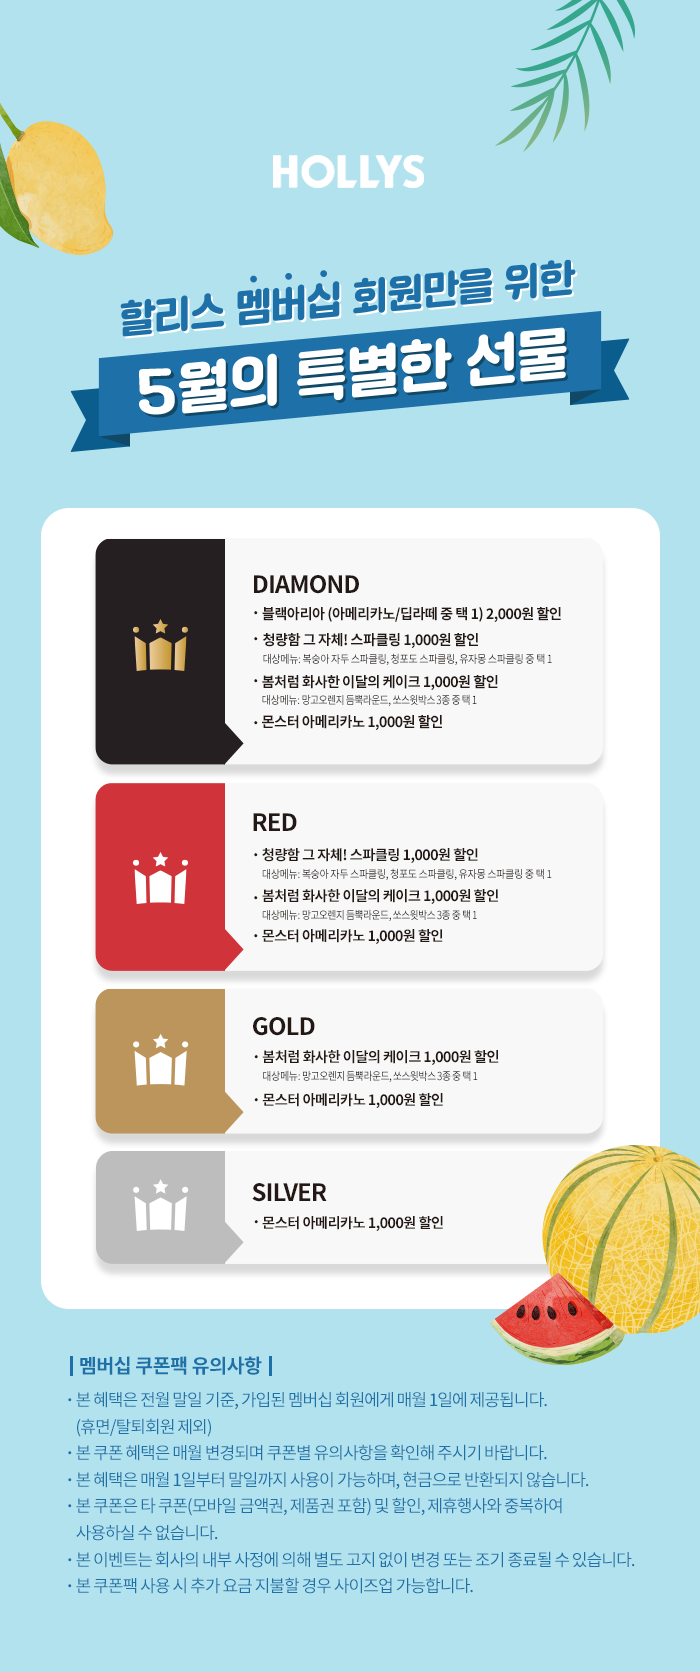 HOLLYS
할리스 멤버십 회원만을 위한
5월의 특별한 선물
DIAMOND
· 블랙아리아 (아메리카노/딥라떼 중 택 1) 2,000원 할인
· 청량함 그 자체! 스파클링 1,000원 할인
대상메뉴: 복숭아 자두 스파클링, 청포도 스파클링, 유자몽 스파클링 중 택 1
· 봄처럼 화사한 이달의 케이크 1,000원 할인
대상메뉴: 망고오렌지 듬뿍라운드, 쏘스윗박스 3종 중 택 1
· 몬스터 아메리카노 1,000원 할인
RED
· 청량함 그 자체! 스파클링 1,000원 할인
대상메뉴: 복숭아 자두 스파클링, 청포도 스파클링, 유자몽 스파클링 중 택 1
· 봄처럼 화사한 이달의 케이크 1,000원 할인
대상메뉴: 망고오렌지 듬뿍라운드, 쏘스윗박스 3종 중 택 1
· 몬스터 아메리카노 1,000원 할인
GOLD
· 봄처럼 화사한 이달의 케이크 1,000원 할인
대상메뉴: 망고오렌지 듬뿍라운드, 쏘스윗박스 3종 중 택 1
· 몬스터 아메리카노 1,000원 할인
SILVER
· 몬스터 아메리카노 1,000원 할인
| 멤버십 쿠폰팩 유의사항 |
· 본 혜택은 전월 말일 기준, 가입된 멤버십 회원에게 매월 1일에 제공됩니다.
(휴면/탈퇴회원 제외)
· 본 쿠폰 혜택은 매월 변경되며 쿠폰별 유의사항을 확인해 주시기 바랍니다.
· 본 혜택은 매월 1일부터 말일까지 사용이 가능하며, 현금으로 반환되지 않습니다.
· 본 쿠폰은 타 쿠폰(모바일 금액권, 제품권 포함) 및 할인, 제휴행사와 중복하여
사용하실 수 없습니다.
· 본 이벤트는 회사의 내부 사정에 의해 별도 고지 없이 변경 또는 조기 종료될 수 있습니다.
· 본 쿠폰팩 사용 시 추가 요금 지불할 경우 사이즈업 가능합니다.